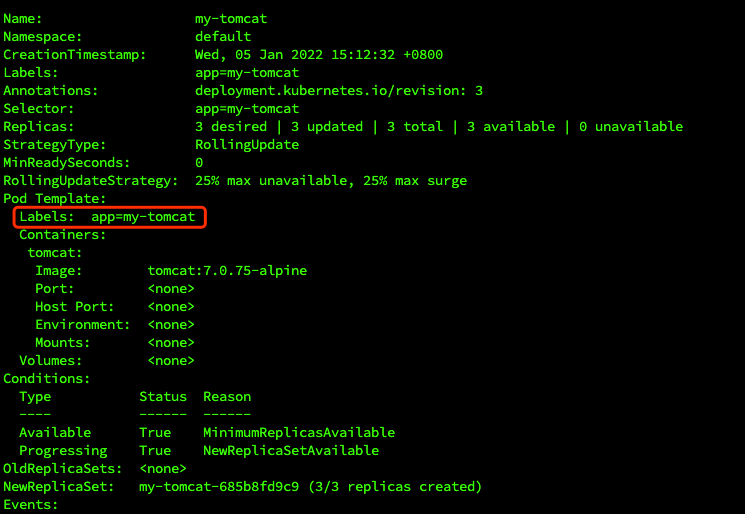 Name:                   my-tomcat
Namespace:              default
CreationTimestamp:      Wed, 05 Jan 2022 15:12:32 +0800
Labels:                 app=my-tomcat
Annotations:            deployment.kubernetes.io/revision: 3
Selector:               app=my-tomcat
Replicas:               3 desired | 3 updated | 3 total | 3 available | 0 unavailable
StrategyType:           RollingUpdate
MinReadySeconds:        0
RollingUpdateStrategy:  25% max unavailable, 25% max surge
Pod Template:
  Labels:  app=my-tomcat
  Containers:
   tomcat:
    Image:        tomcat:7.0.75-alpine
    Port:         <none>
    Host Port:    <none>
    Environment:  <none>
    Mounts:       <none>
  Volumes:        <none>
Conditions:
  Type           Status  Reason
  ----           ------  ------
  Available      True    MinimumReplicasAvailable
  Progressing    True    NewReplicaSetAvailable
OldReplicaSets:  <none>
NewReplicaSet:   my-tomcat-685b8fd9c9 (3/3 replicas created)
Events: